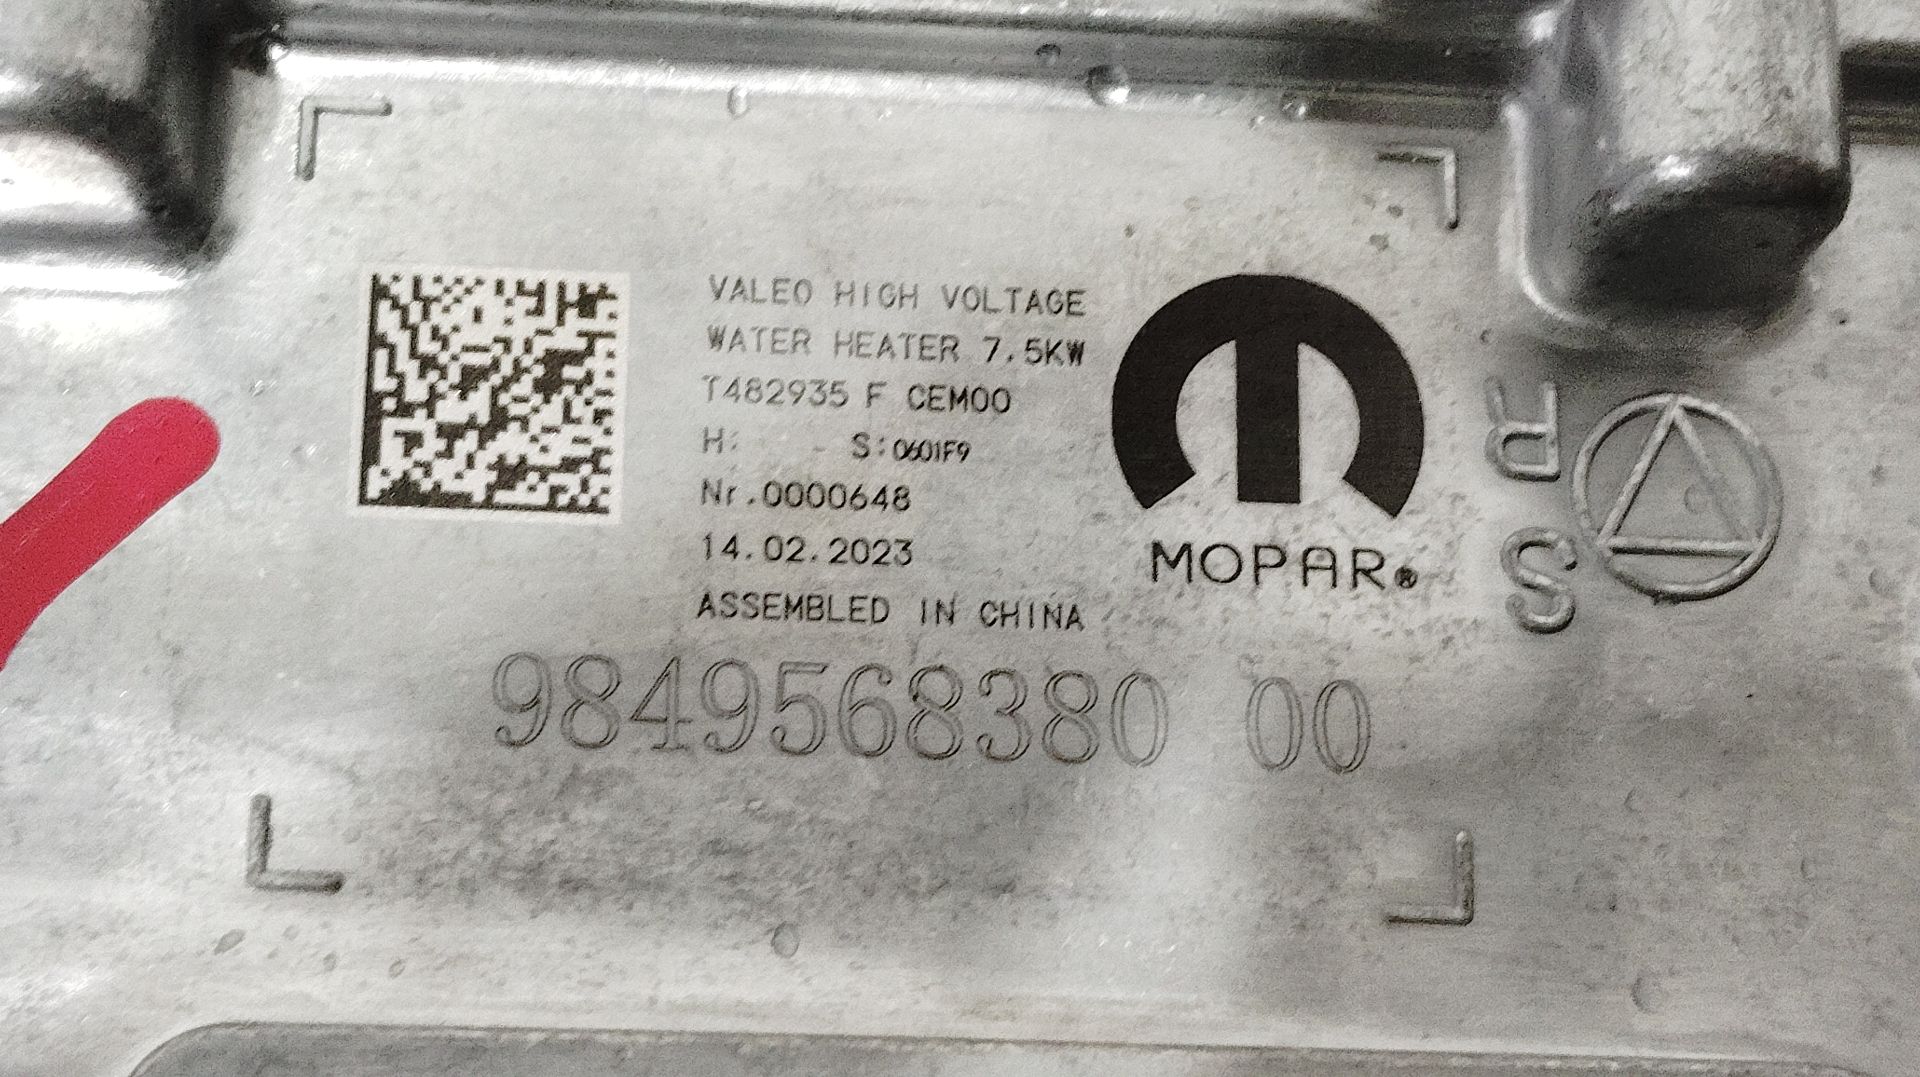 VALEO HIGH VOLTAGE
WATER HEATER 7.5KW
T482935 F CEM00
H: - S:0601F9
Nr.0000648
14.02.2023
ASSEMBLED IN CHINA
MOPAR®
9849568380 00
R
S